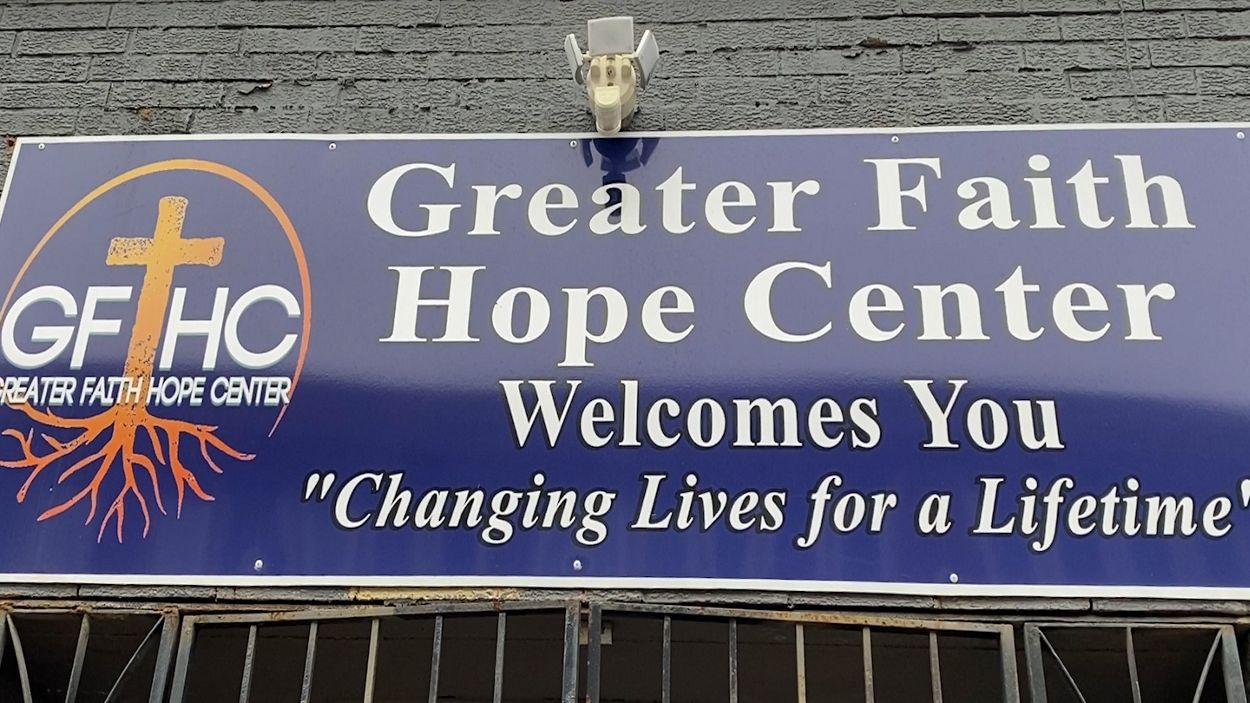 GFHC
GREATER FAITH HOPE CENTER
Greater Faith
Hope Center
Welcomes You
"Changing Lives for a Lifetime"